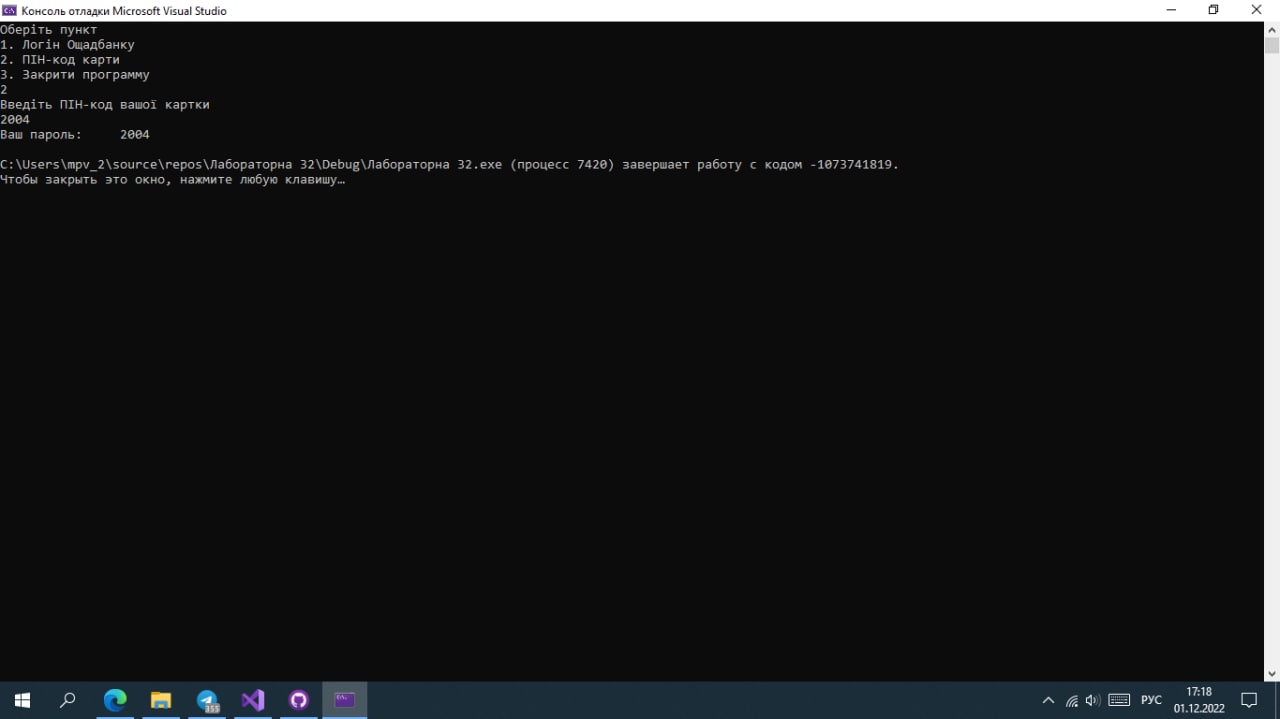 Консоль отладки Microsoft Visual Studio
Оберіть пункт
1. Логін Ощадбанку
2. ПІН-код карти
3. Закрити программу
2
Введіть ПІН-код вашої картки
2004
Ваш пароль:     2004
C:\Users\mpv_2\source\repos\Лабораторна 32\Debug\Лабораторна 32.exe (процесс 7420) завершает работу с кодом -1073741819.
Чтобы закрыть это окно, нажмите любую клавишу…
355
РУС
17:18
01.12.2022